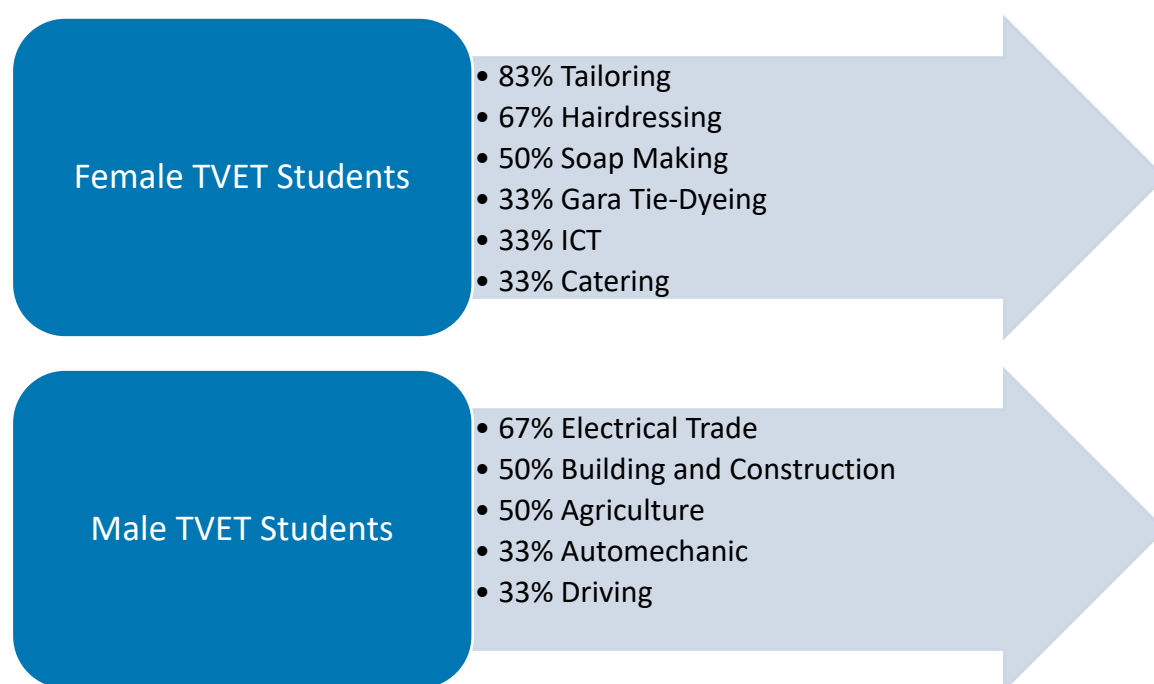 Female TVET Students
• 83% Tailoring
• 67% Hairdressing
• 50% Soap Making
• 33% Gara Tie-Dyeing
• 33% ICT
• 33% Catering
Male TVET Students
• 67% Electrical Trade
• 50% Building and Construction
• 50% Agriculture
• 33% Automechanic
• 33% Driving